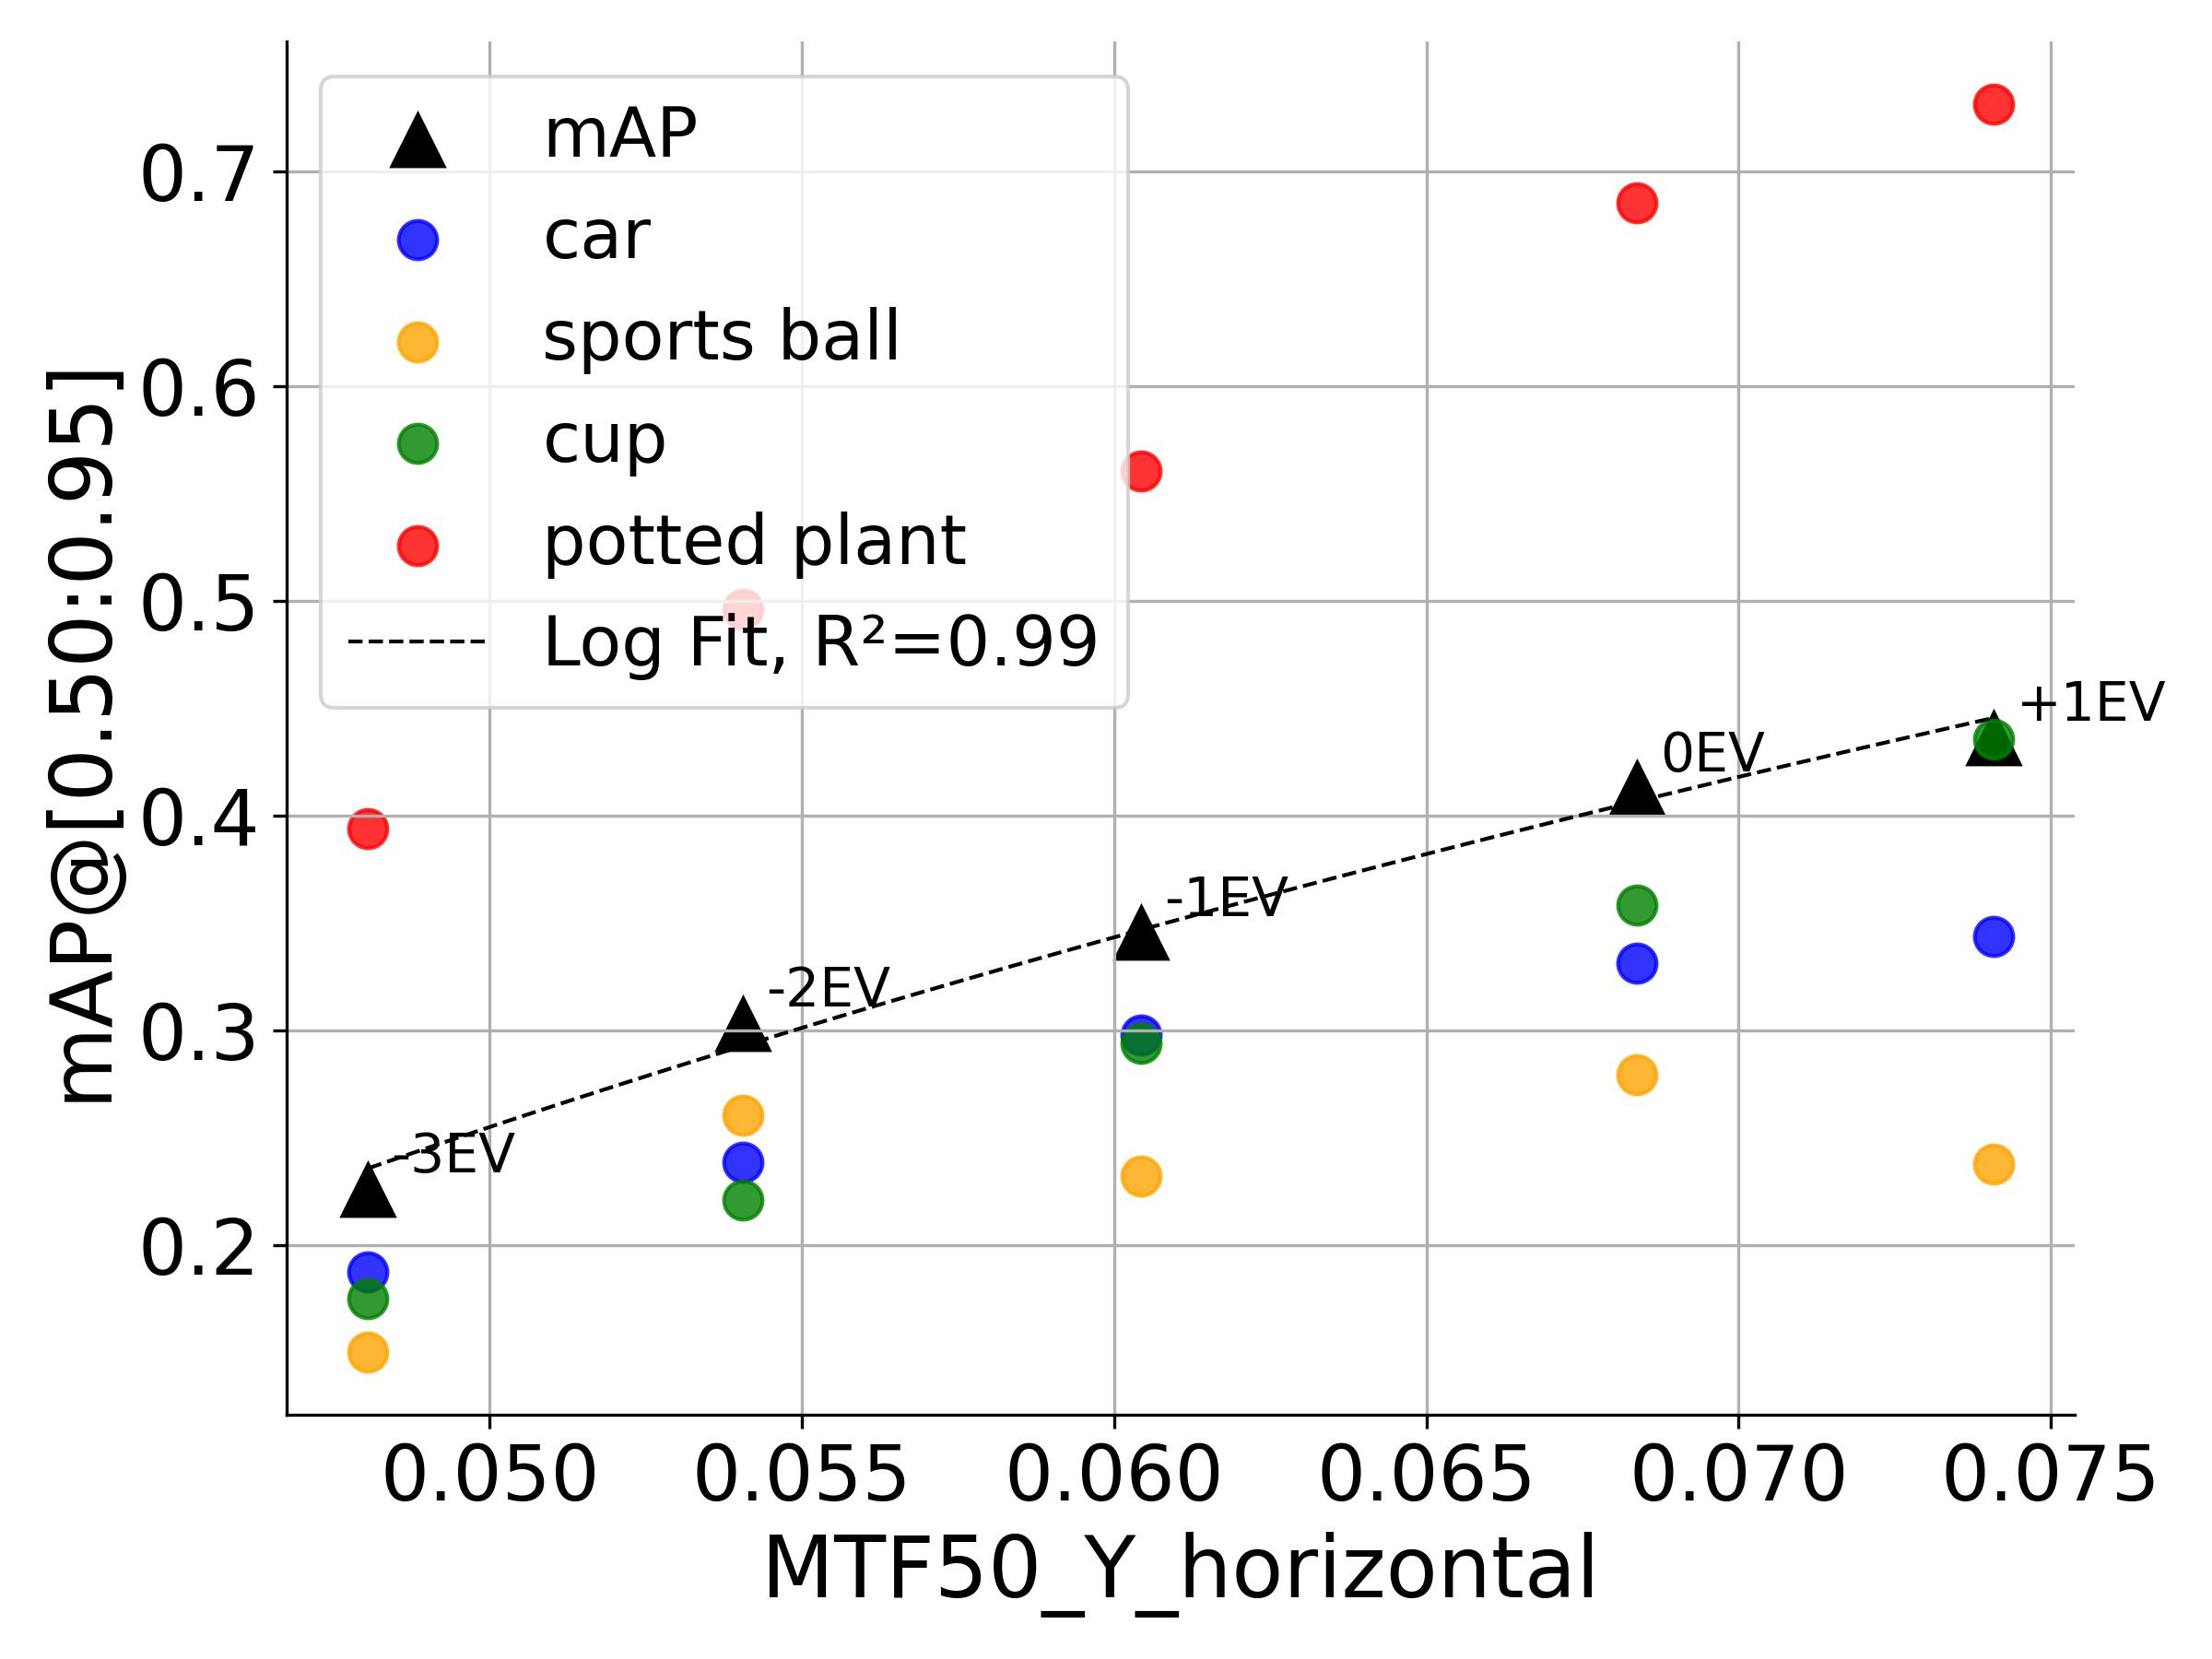 mAP
car
sports ball
cup
potted plant
Log Fit, R²=0.99
mAP@[0.50:0.95]
0.7
0.6
0.5
0.4
0.3
0.2
+1EV
0EV
-1EV
-2EV
-3EV
0.050 0.055 0.060 0.065 0.070 0.075
MTF50_Y_horizontal